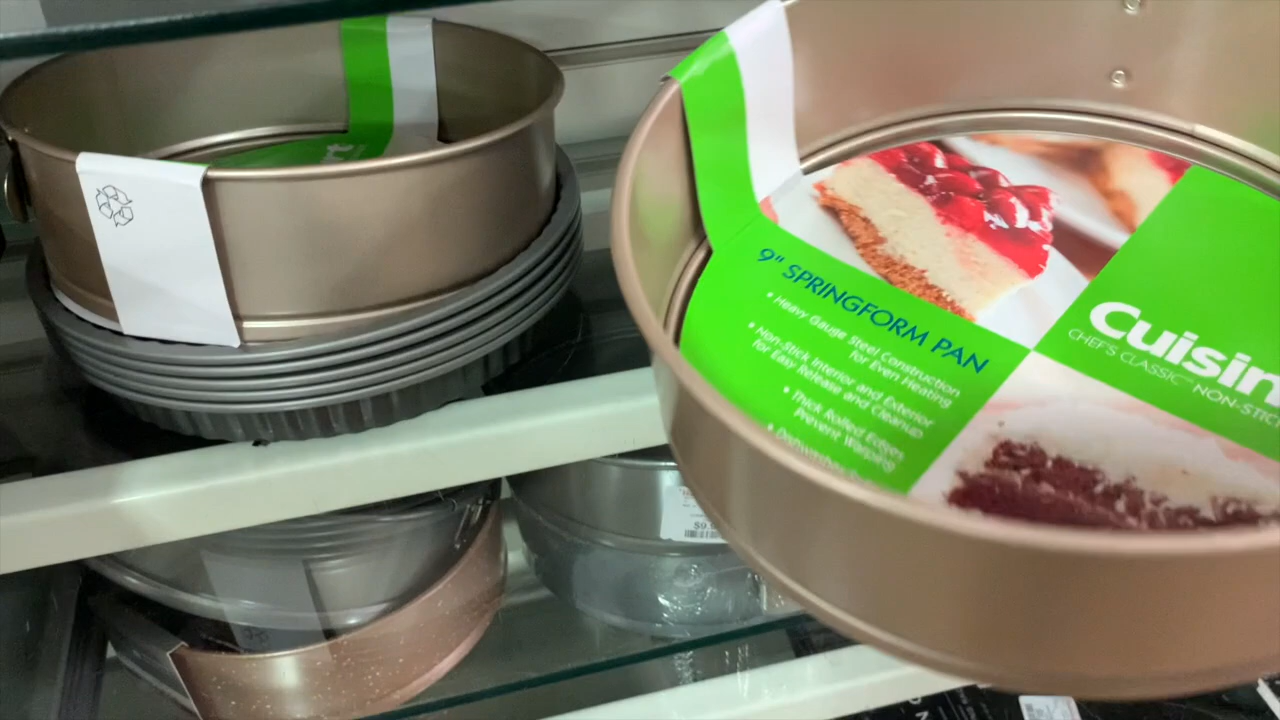 9" SPRINGFORM PAN
• Heavy Gauge Steel Construction
for Even Heating
• Non-Stick Interior and Exterior
for Easy Release and Cleanup
• Thick Rolled Edges
Prevent Warping
Cuisin
CHEF'S CLASSIC™ NON-STICK